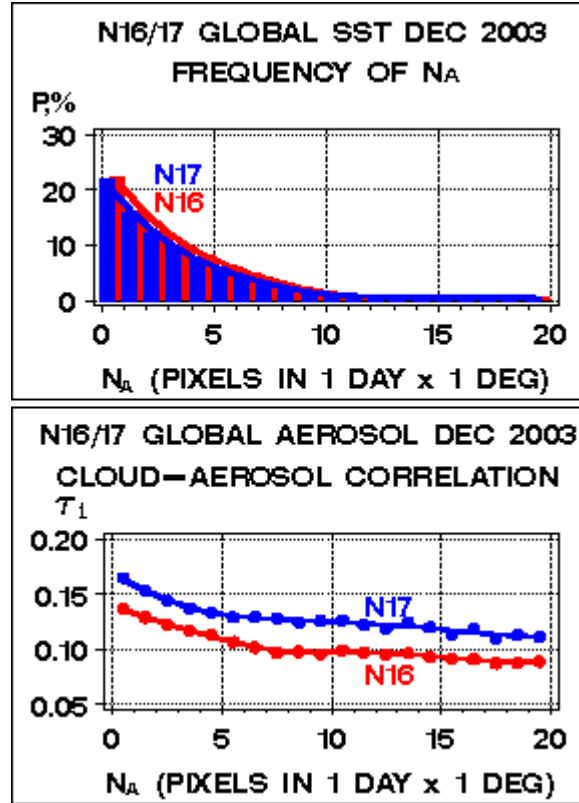 N16/17 GLOBAL SST DEC 2003
FREQUENCY OF NA
P,%
30
20
10
0
N17
N16
0 5 10 15 20
NA (PIXELS IN 1 DAY x 1 DEG)
N16/17 GLOBAL AEROSOL DEC 2003
CLOUD–AEROSOL CORRELATION
τ1
0.20
0.15
0.10
0.05
N17
N16
0 5 10 15 20
NA (PIXELS IN 1 DAY x 1 DEG)